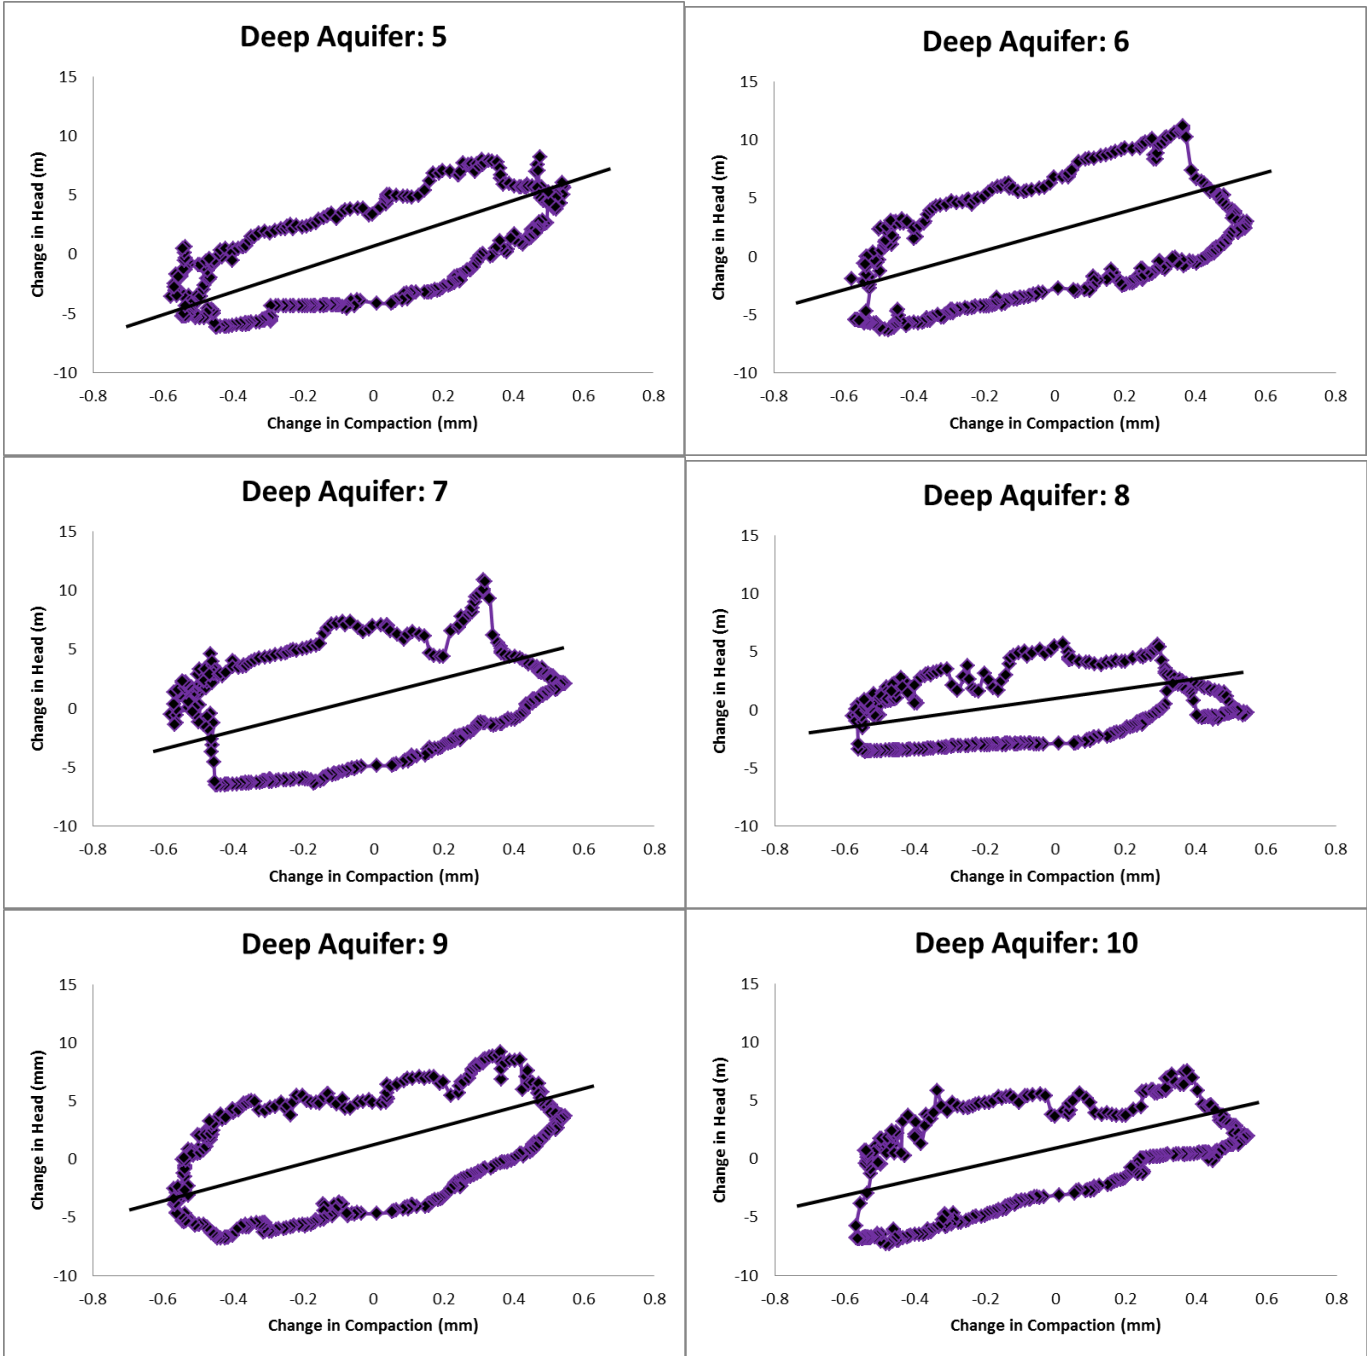 Deep Aquifer: 5
Change in Head (m)
15
10
5
0
-5
-10
-0.8 -0.6 -0.4 -0.2 0 0.2 0.4 0.6 0.8
Change in Compaction (mm)
Deep Aquifer: 6
Change in Head (m)
15
10
5
0
-5
-10
-0.8 -0.6 -0.4 -0.2 0 0.2 0.4 0.6 0.8
Change in Compaction (mm)
Deep Aquifer: 7
Change in Head (m)
15
10
5
0
-5
-10
-0.8 -0.6 -0.4 -0.2 0 0.2 0.4 0.6 0.8
Change in Compaction (mm)
Deep Aquifer: 8
Change in Head (m)
15
10
5
0
-5
-10
-0.8 -0.6 -0.4 -0.2 0 0.2 0.4 0.6 0.8
Change in Compaction (mm)
Deep Aquifer: 9
Change in Head (mm)
15
10
5
0
-5
-10
-0.8 -0.6 -0.4 -0.2 0 0.2 0.4 0.6 0.8
Change in Compaction (mm)
Deep Aquifer: 10
Change in Head (m)
15
10
5
0
-5
-10
-0.8 -0.6 -0.4 -0.2 0 0.2 0.4 0.6 0.8
Change in Compaction (mm)